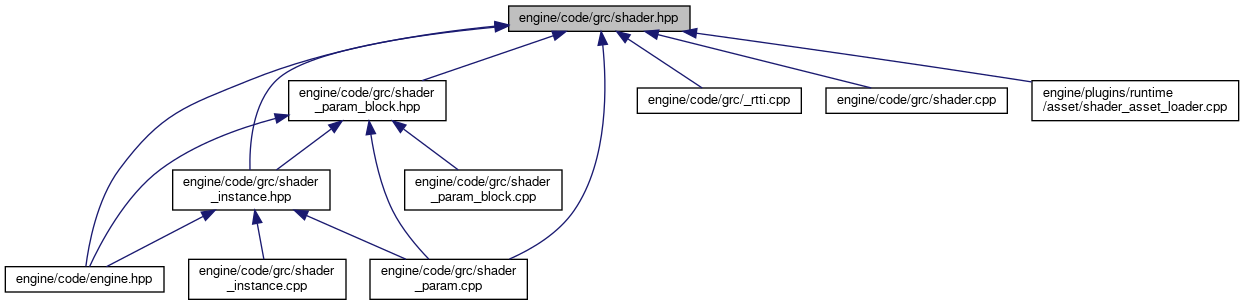 engine/code/grc/shader.hpp
engine/code/grc/shader
_param_block.hpp
engine/code/grc/_rtti.cpp
engine/code/grc/shader.cpp
engine/plugins/runtime
/asset/shader_asset_loader.cpp
engine/code/grc/shader
_instance.hpp
engine/code/grc/shader
_param_block.cpp
engine/code/engine.hpp
engine/code/grc/shader
_instance.cpp
engine/code/grc/shader
_param.cpp